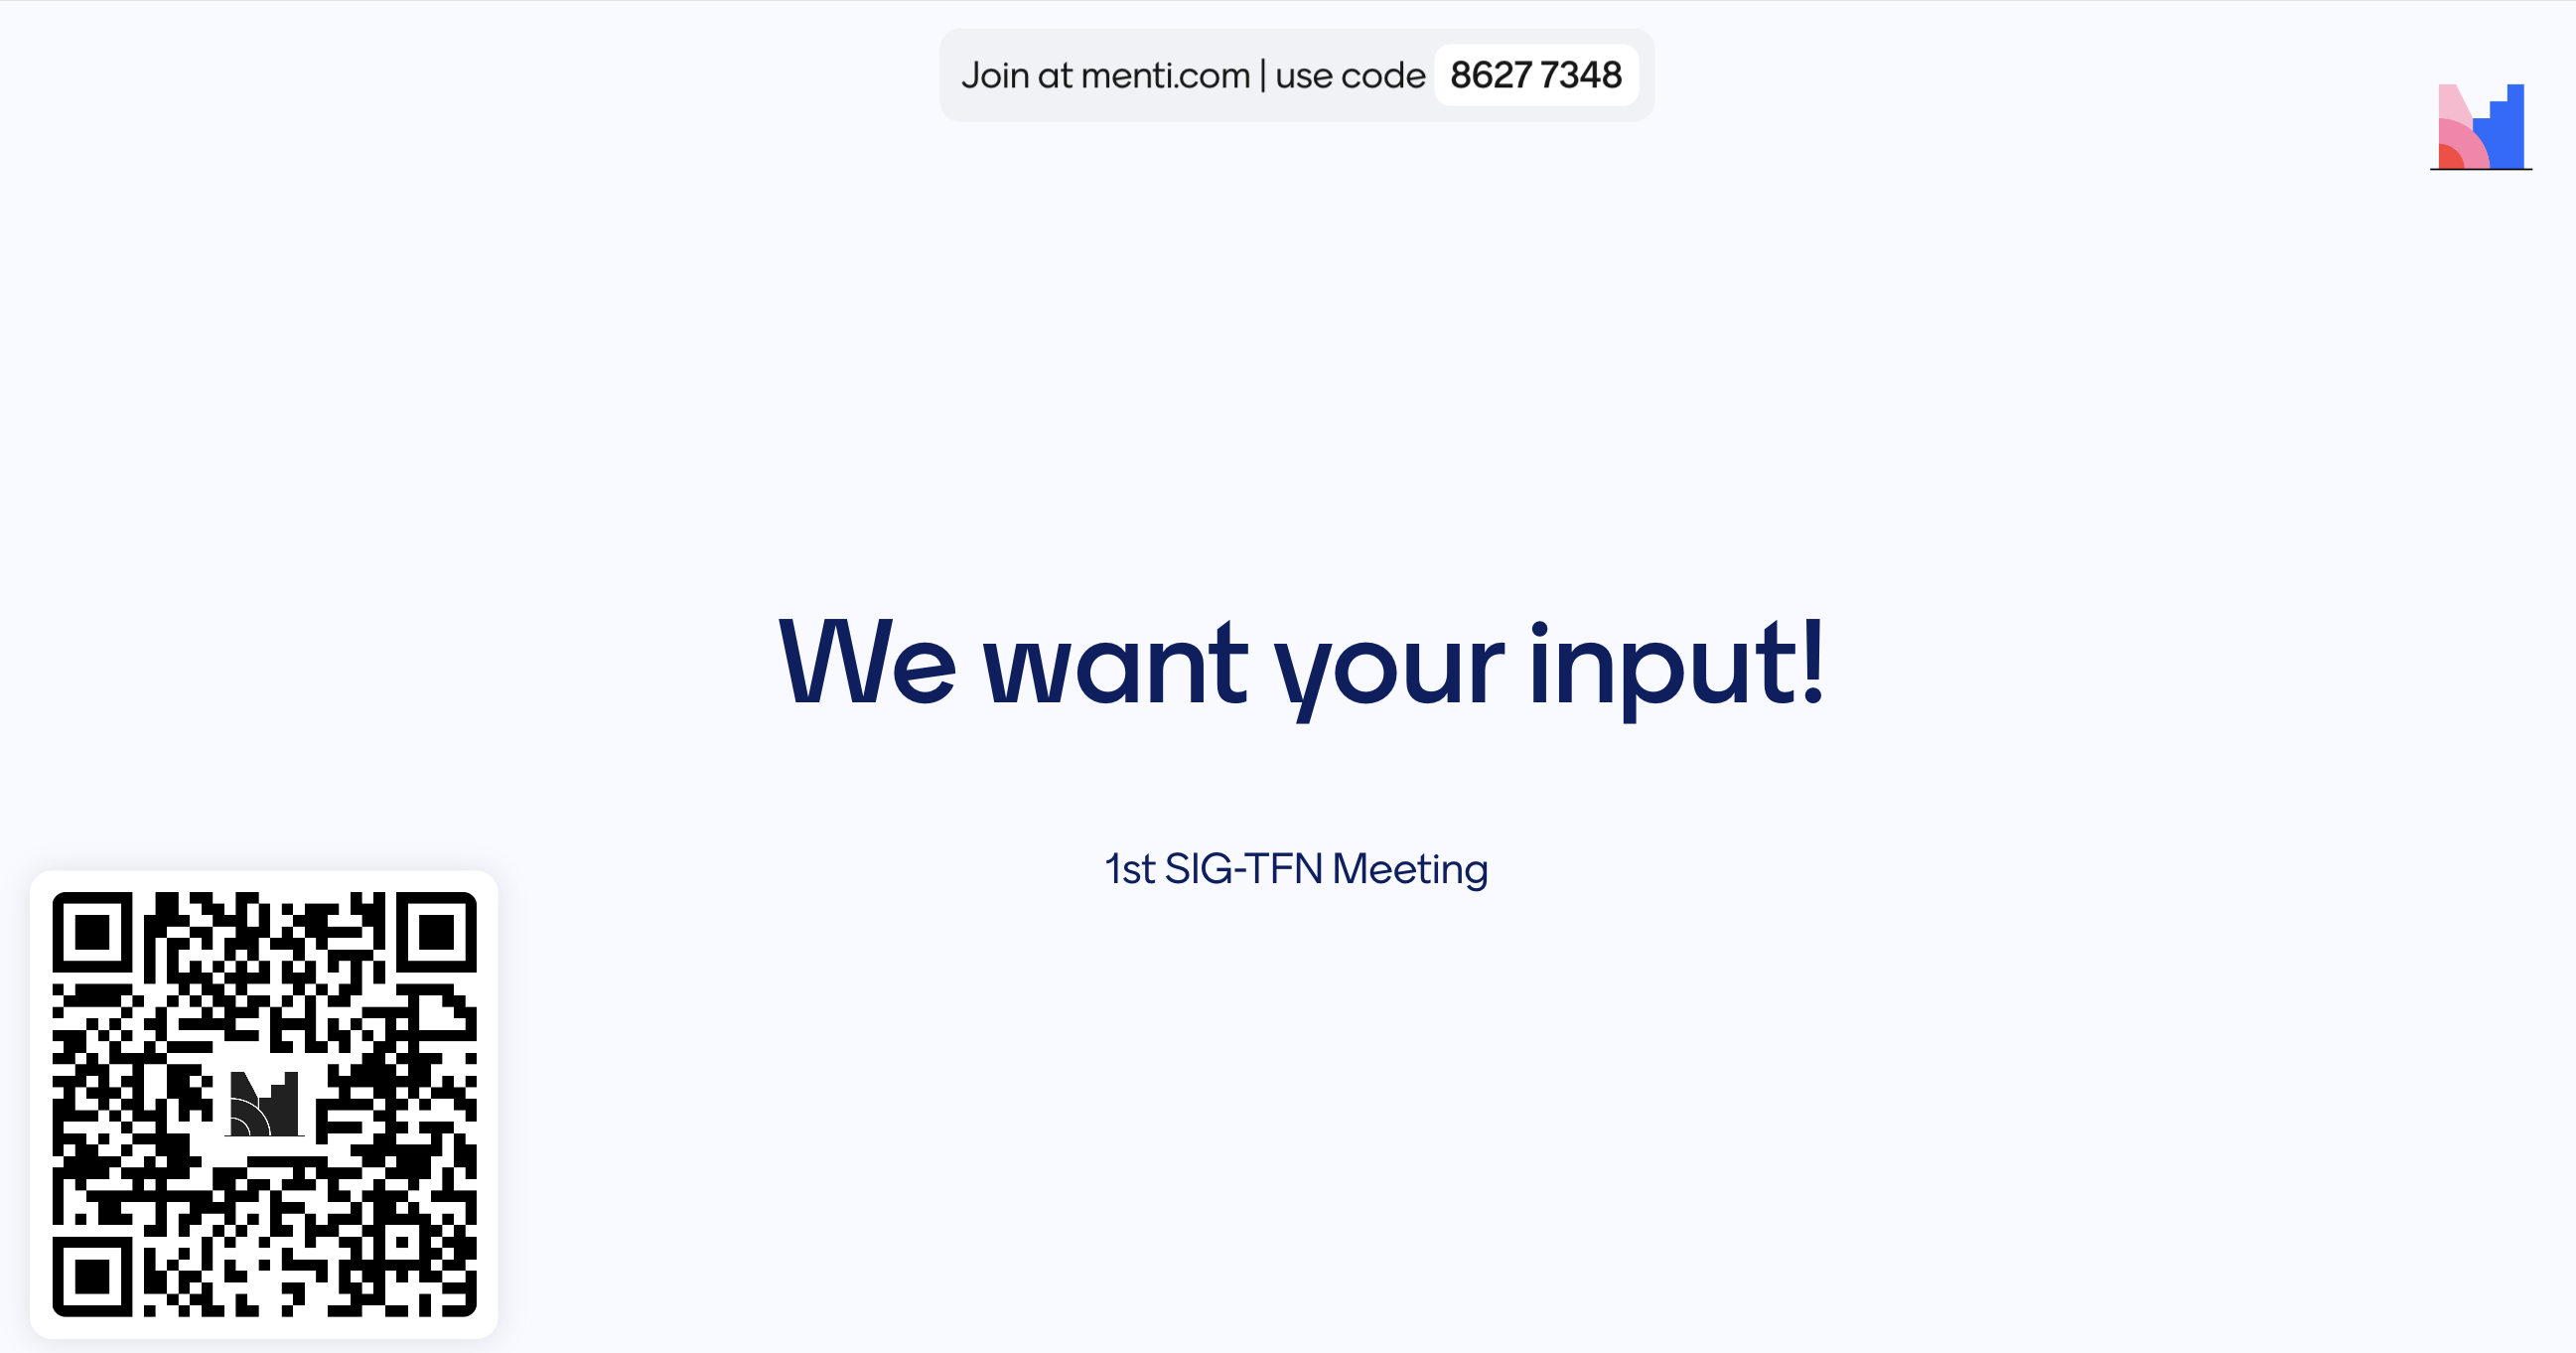 Join at menti.com | use code 8627 7348
We want your input!
1st SIG-TFN Meeting